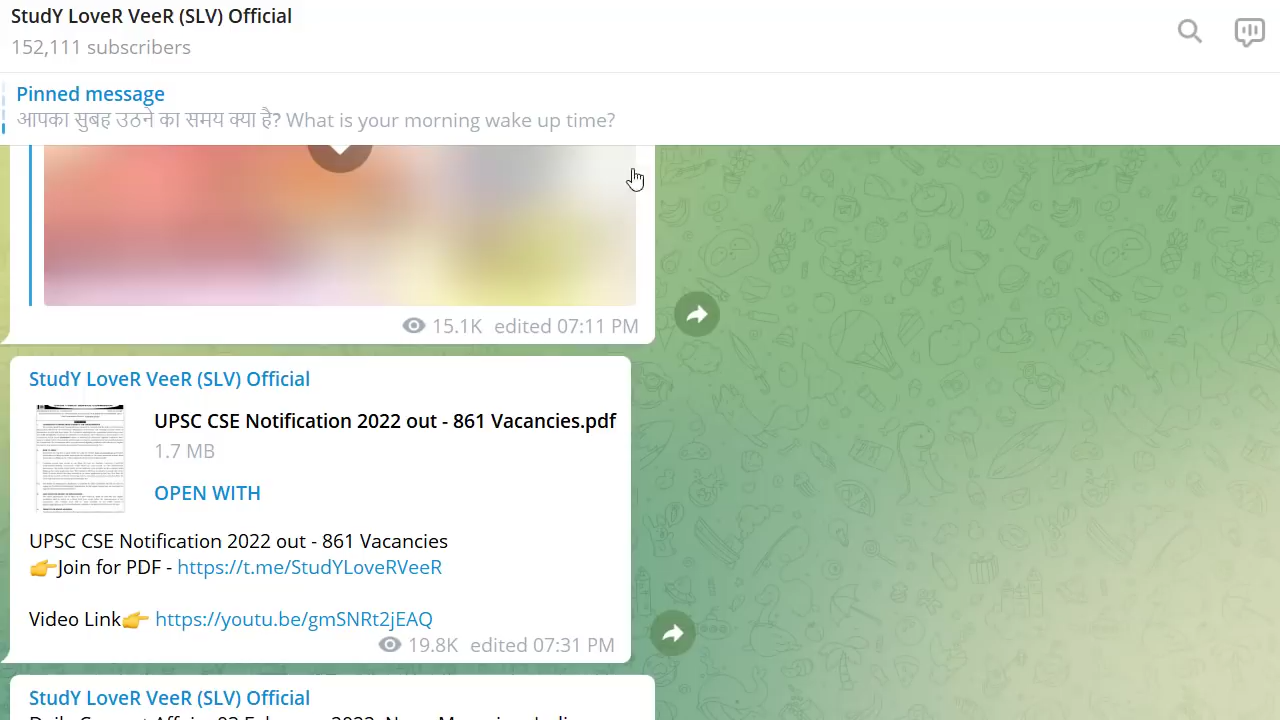 StudY LoveR VeeR (SLV) Official
152,111 subscribers
Pinned message
आपका सुबह उठने का समय क्या है? What is your morning wake up time?
15.1K edited 07:11 PM
StudY LoveR VeeR (SLV) Official
UPSC CSE Notification 2022 out - 861 Vacancies.pdf
1.7 MB
OPEN WITH
UPSC CSE Notification 2022 out - 861 Vacancies
👉Join for PDF - https://t.me/StudYLoveRVeeR
Video Link👉 https://youtu.be/gmSNRt2jEAQ
19.8K edited 07:31 PM
StudY LoveR VeeR (SLV) Official